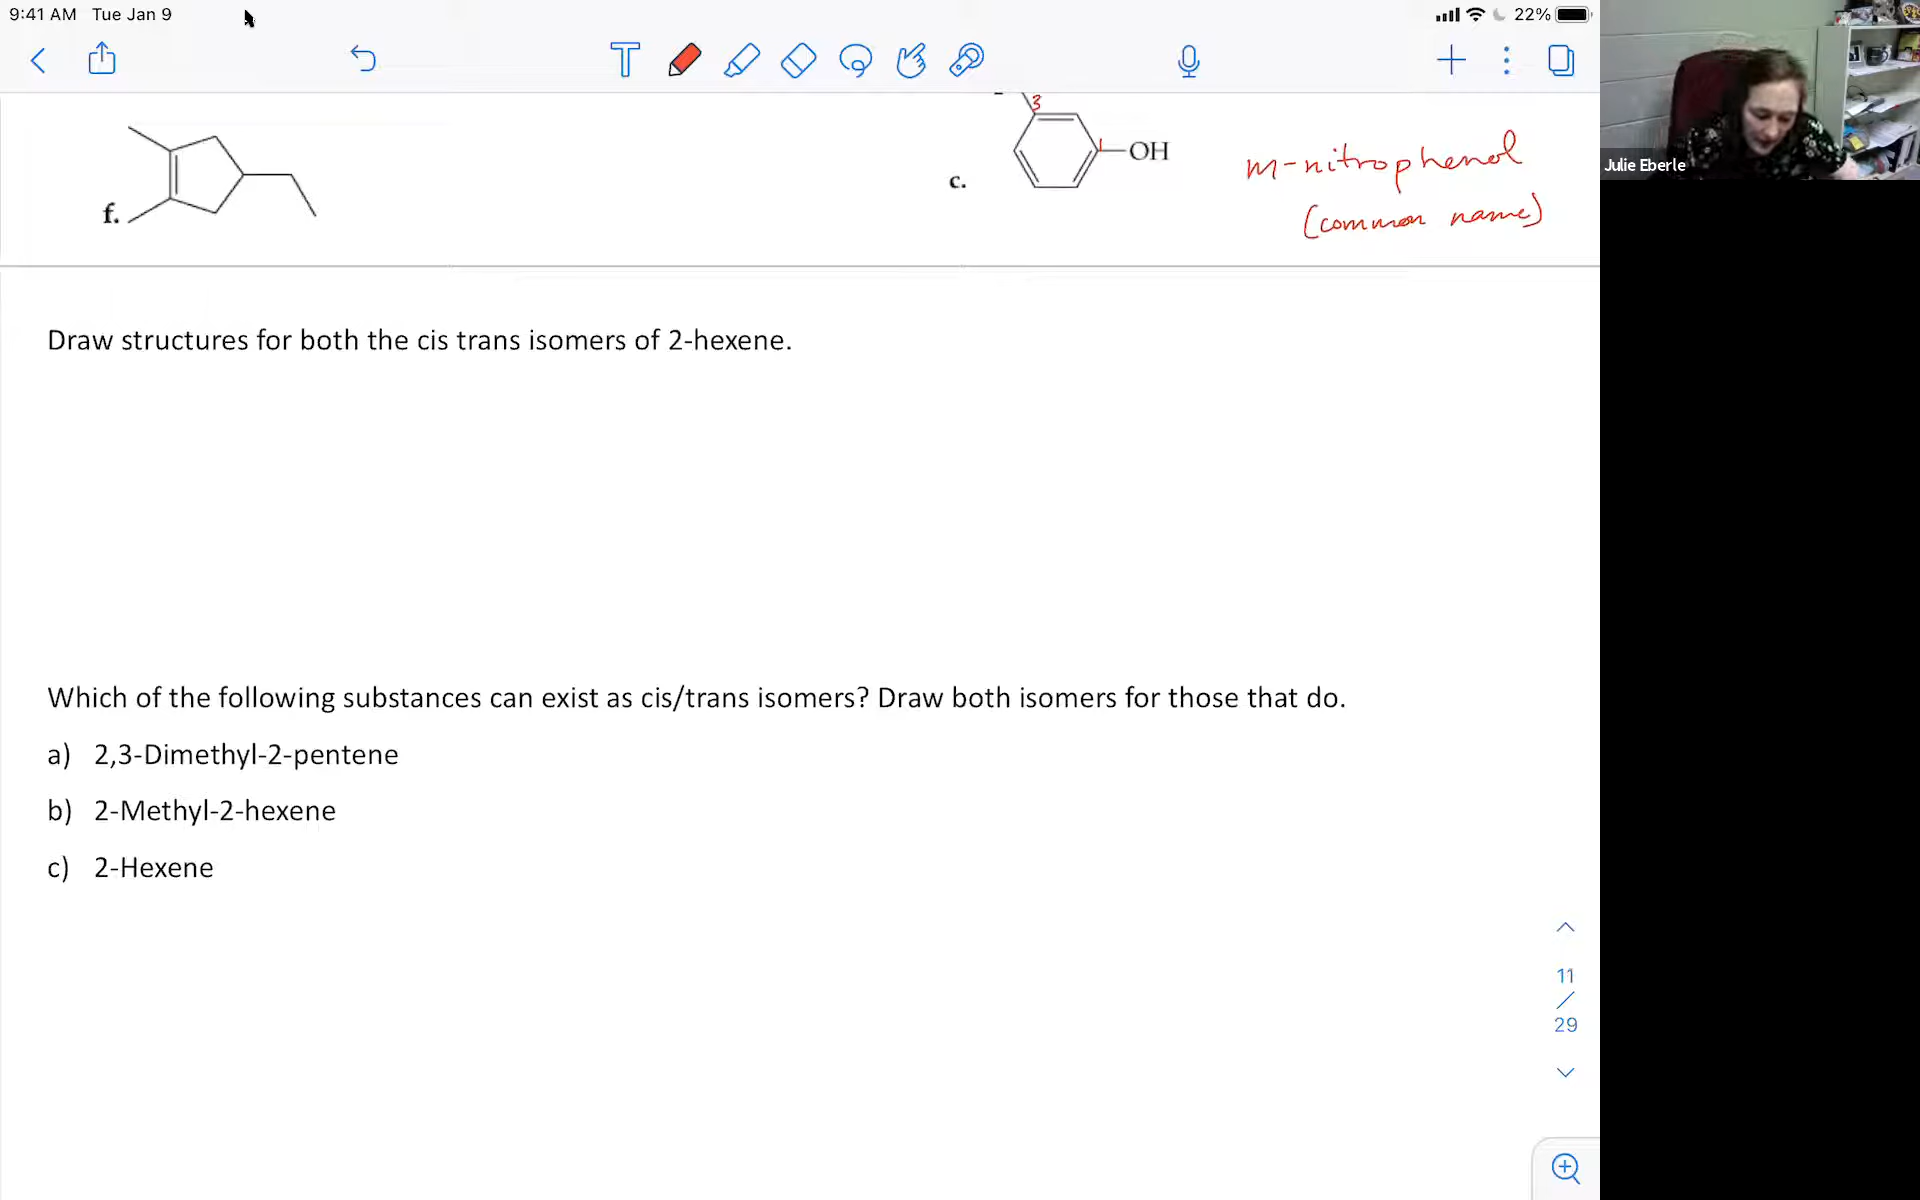 9:41 AM Tue Jan 9
22%
T
Julie Eberle
f.
3
1
OH
c.
m-nitrophenol
(common name)
Draw structures for both the cis trans isomers of 2-hexene.
Which of the following substances can exist as cis/trans isomers? Draw both isomers for those that do.
a) 2,3-Dimethyl-2-pentene
b) 2-Methyl-2-hexene
c) 2-Hexene
11
/
29